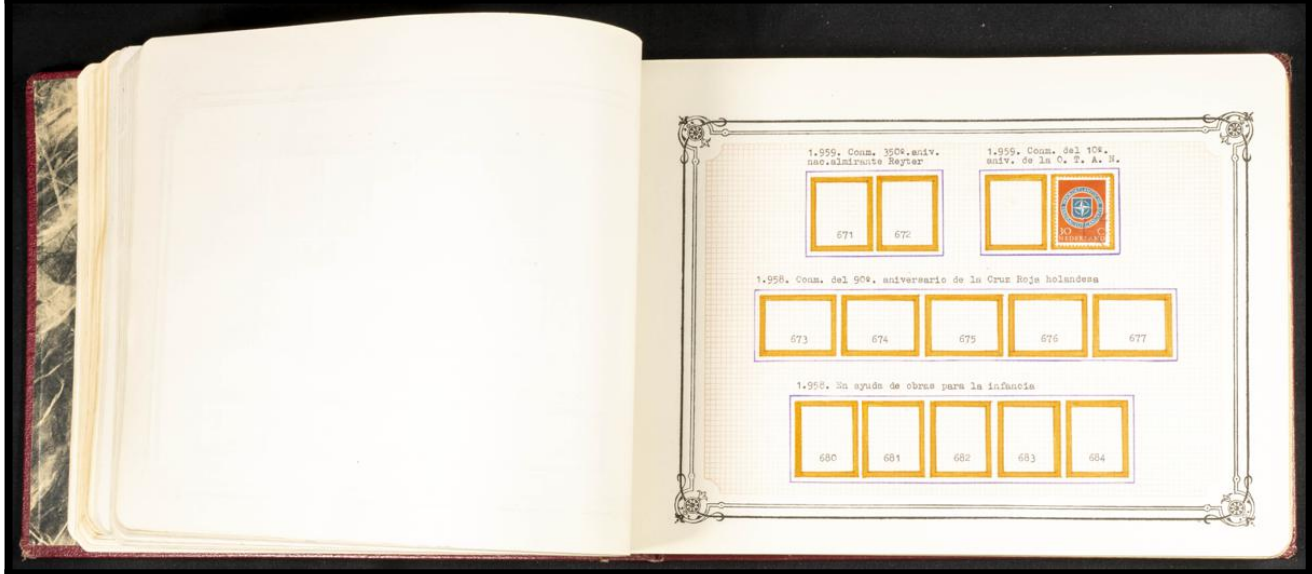 1.959. Conm. 350º.aniv.
nac.almirante Reyter
1.959. Conm. del 10º.
aniv. de la O. T. A. N.
671
672
30 C
NEDERLAND
1.958. Conm. del 90º. aniversario de la Cruz Roja holandesa
673
674
675
676
677
1.958. En ayuda de obras para la infancia
680
681
682
683
684